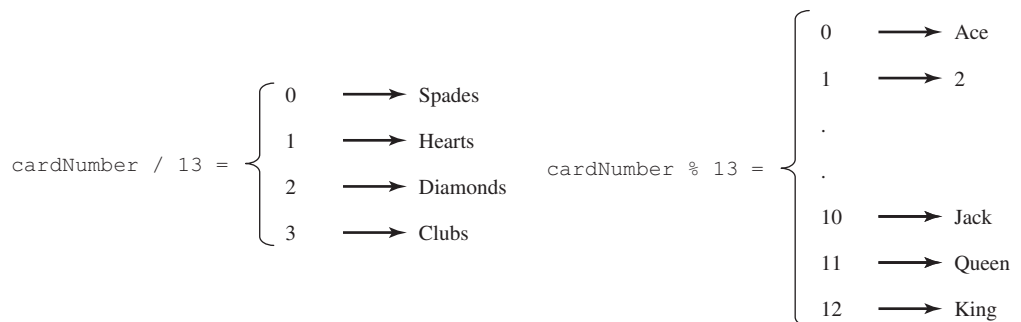 cardNumber / 13 =
0 Spades
1 Hearts
2 Diamonds
3 Clubs
cardNumber % 13 =
0 Ace
1 2
.
.
10 Jack
11 Queen
12 King